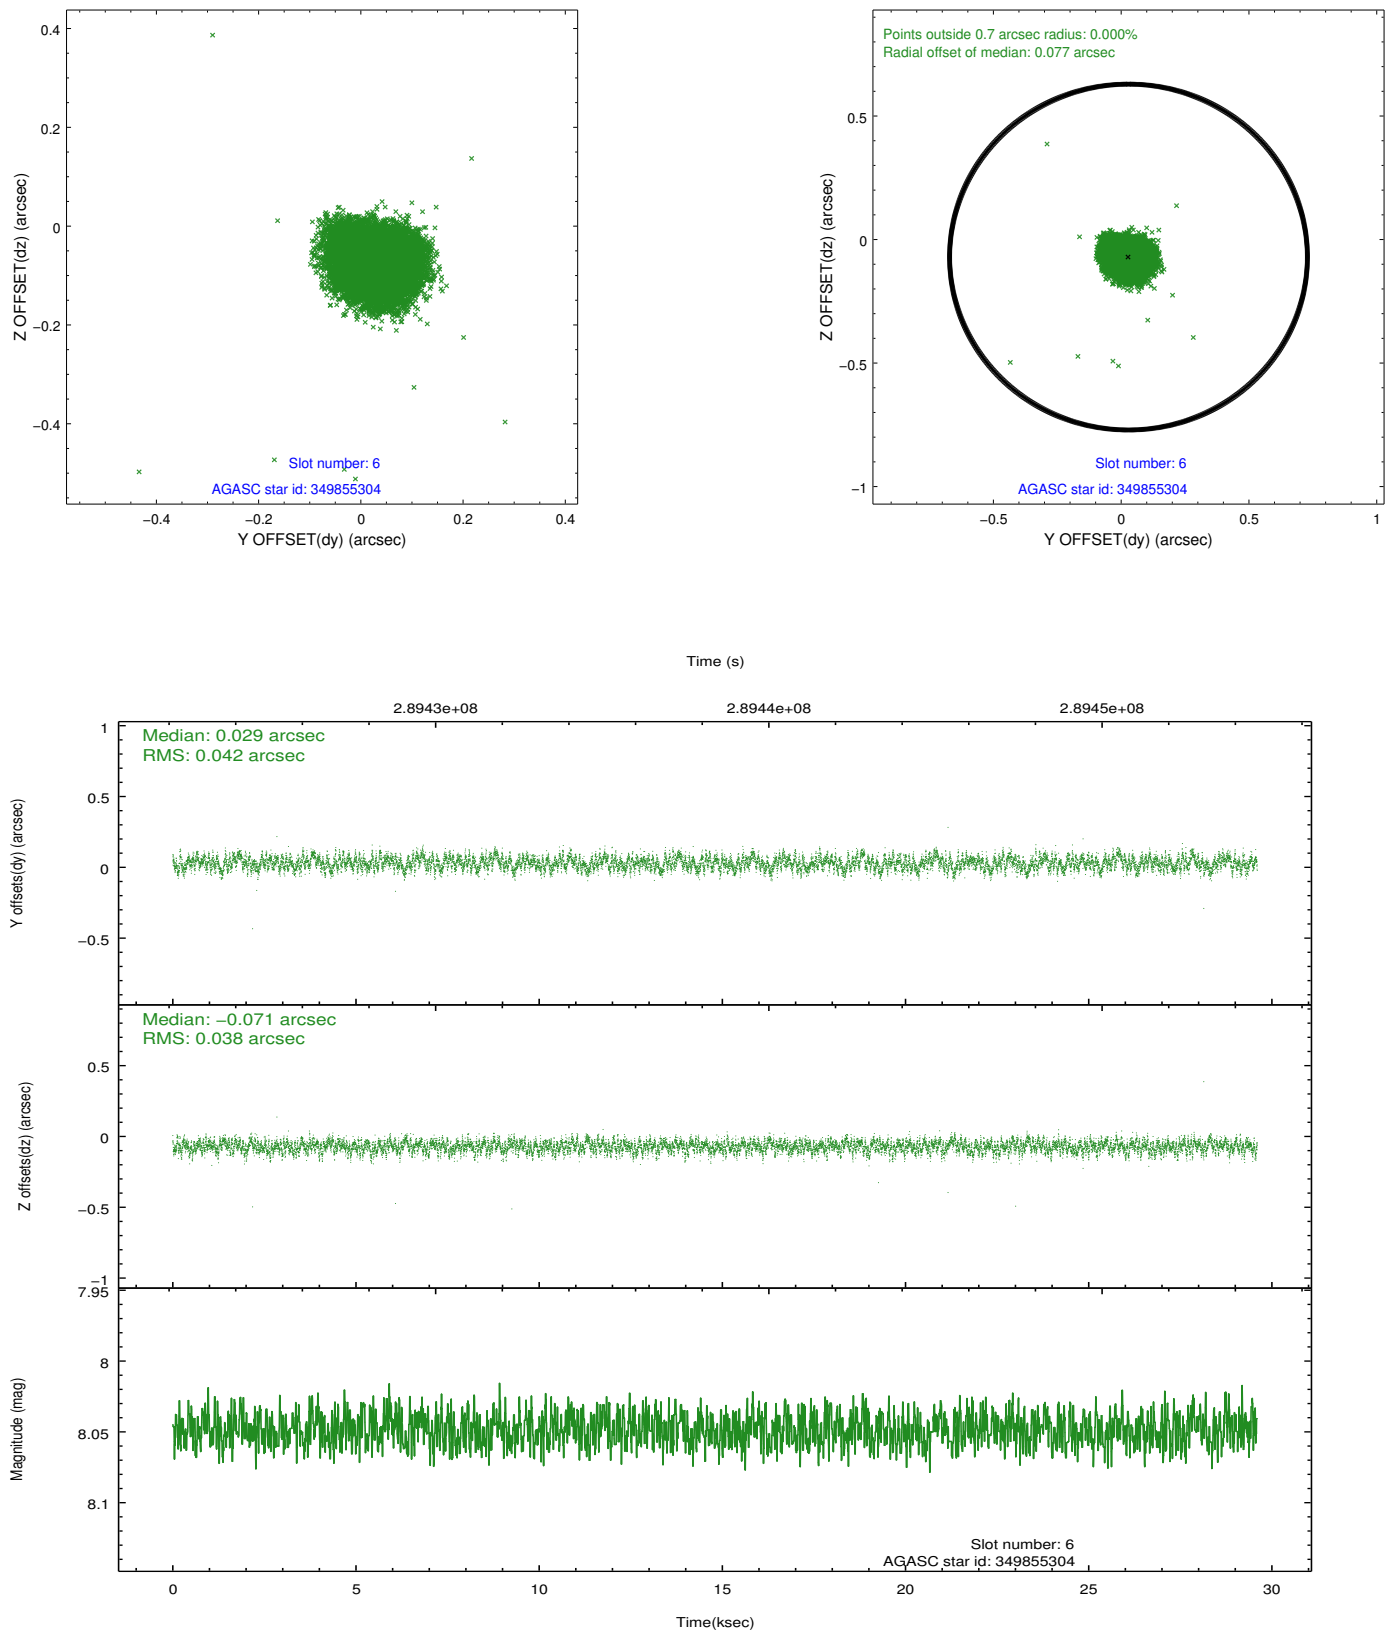 0.4
0.2
0
−0.2
−0.4
Z OFFSET(dz) (arcsec)
Slot number: 6
AGASC star id: 349855304
−0.4 −0.2 0 0.2 0.4
Y OFFSET(dy) (arcsec)
Points outside 0.7 arcsec radius: 0.000%
Radial offset of median: 0.077 arcsec
0.5
0
−0.5
−1
Z OFFSET(dz) (arcsec)
Slot number: 6
AGASC star id: 349855304
−0.5 0 0.5 1
Y OFFSET(dy) (arcsec)
Time (s)
2.8943e+08 2.8944e+08 2.8945e+08
Median: 0.029 arcsec
RMS: 0.042 arcsec
1
0.5
0
−0.5
Y offsets(dy) (arcsec)
Median: −0.071 arcsec
RMS: 0.038 arcsec
0.5
0
−0.5
−1
Z offsets(dz) (arcsec)
7.95
8
8.05
8.1
Magnitude (mag)
Slot number: 6
AGASC star id: 349855304
0 5 10 15 20 25 30
Time(ksec)